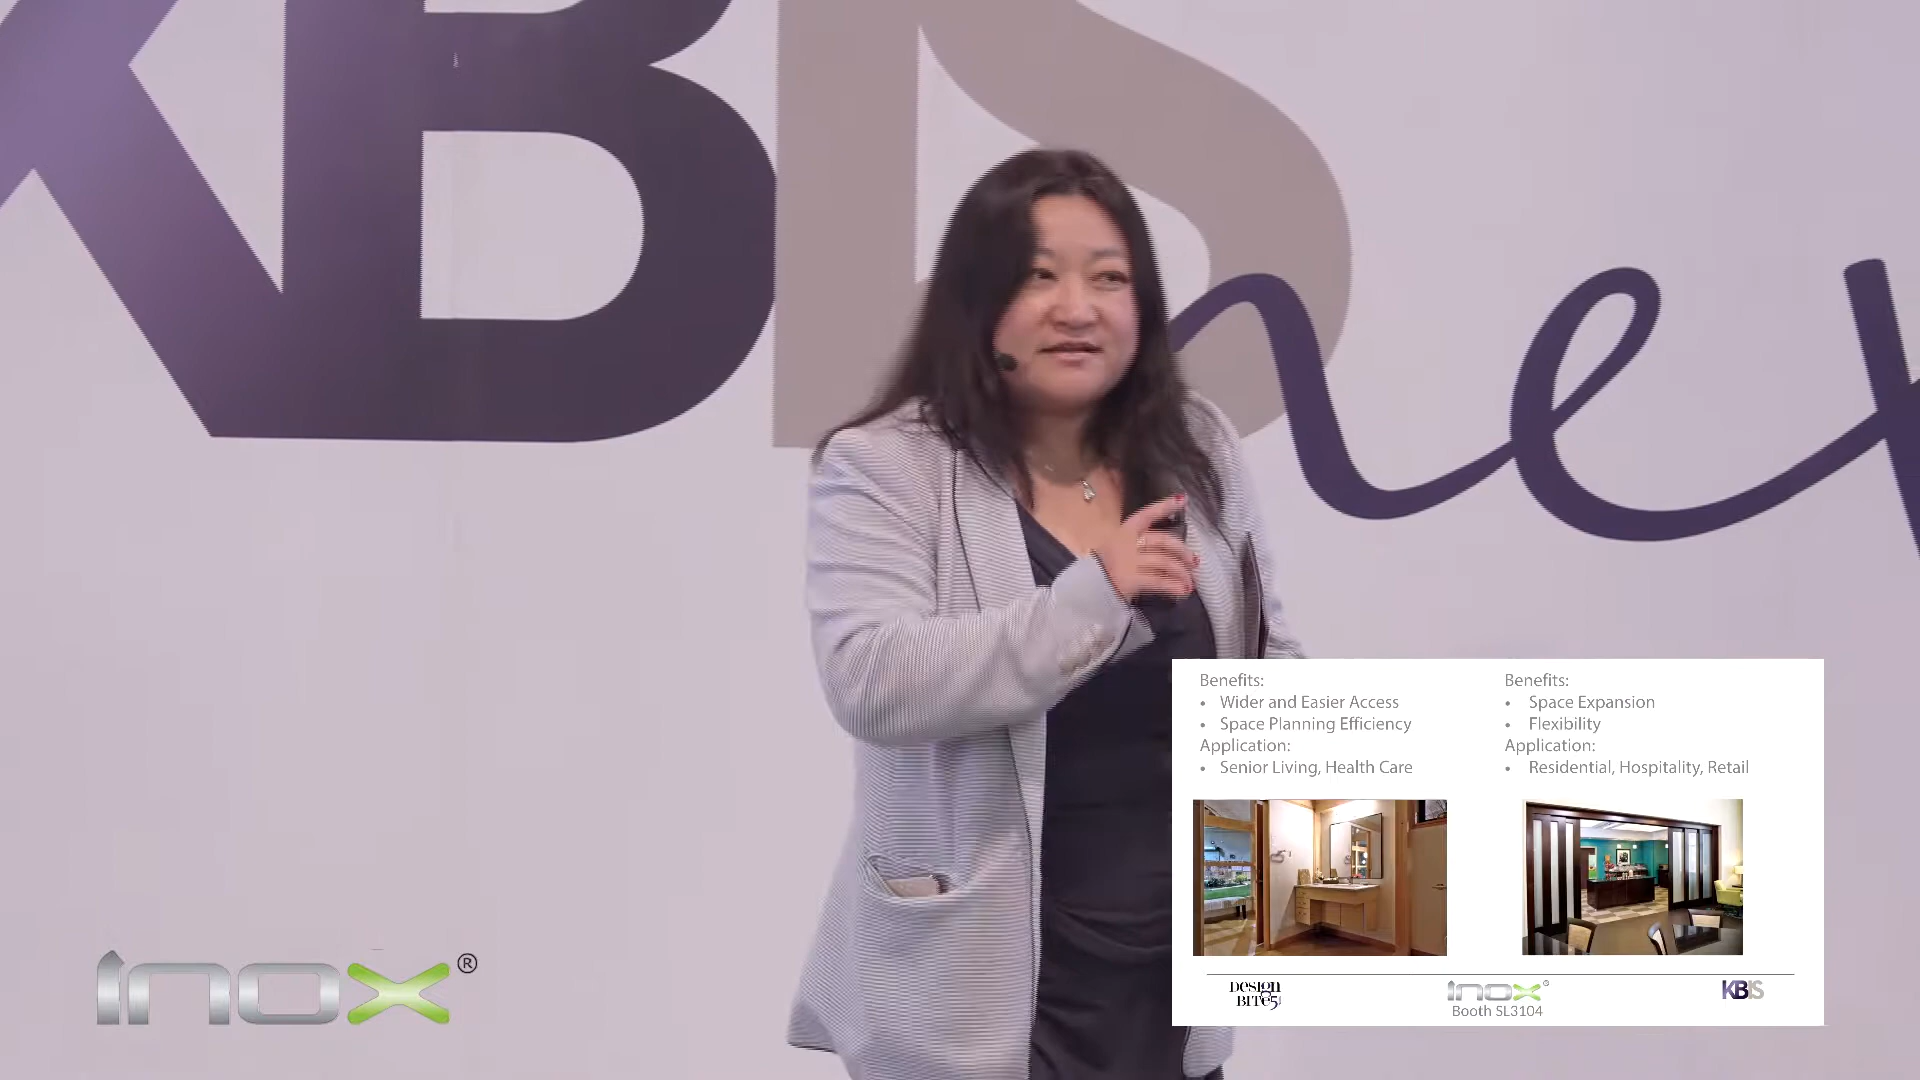 KBIS
nex
Benefits:
• Wider and Easier Access
• Space Planning Efficiency
Application:
• Senior Living, Health Care
Benefits:
• Space Expansion
• Flexibility
Application:
• Residential, Hospitality, Retail
DESIGN
BITES
inox®
Booth SL3104
KBIS
inox®